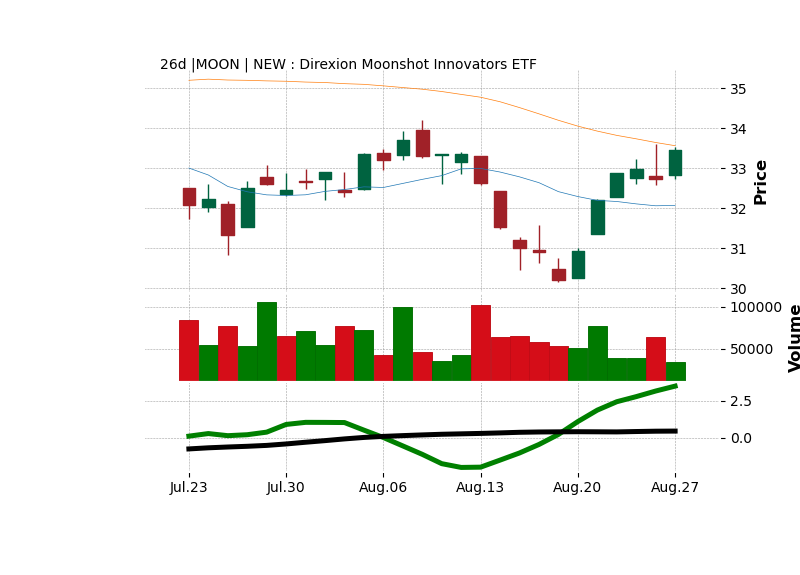 26d |MOON | NEW : Direxion Moonshot Innovators ETF
35
34
33
32
31
30
Price
100000
50000
Volume
2.5
0.0
Jul.23 Jul.30 Aug.06 Aug.13 Aug.20 Aug.27